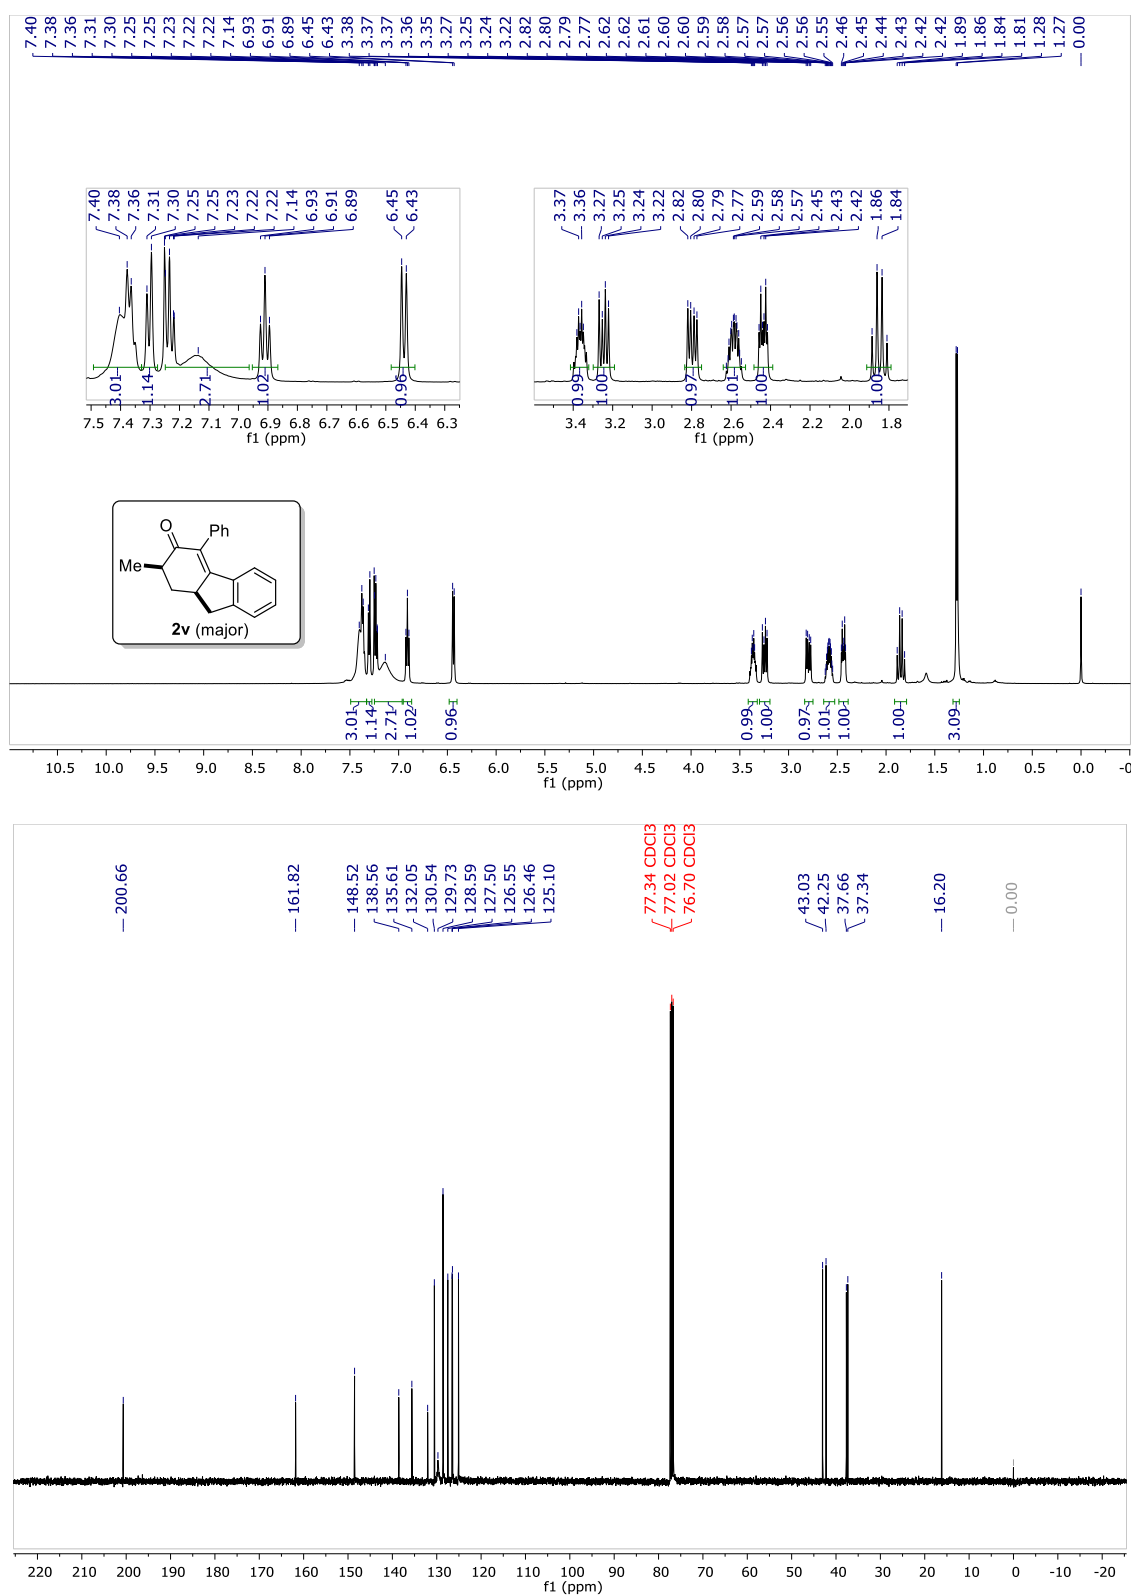 7.40 7.38 7.36 7.31 7.30 7.25 7.25 7.23 7.22 7.22 7.14 6.93 6.91 6.89 6.45 6.43 3.38 3.37 3.37 3.36 3.35 3.27 3.25 3.24 3.22 2.82 2.80 2.79 2.77 2.62 2.62 2.61 2.60 2.60 2.59 2.58 2.57 2.57 2.56 2.56 2.55 2.46 2.45 2.44 2.43 2.42 2.42 1.89 1.86 1.84 1.81 1.28 1.27 0.00
7.40 7.38 7.36 7.31 7.30 7.25 7.25 7.23 7.22 7.22 7.14 6.93 6.91 6.89 6.45 6.43
3.01 1.14 2.71 1.02 0.96
7.5 7.4 7.3 7.2 7.1 7.0 6.9 6.8 6.7 6.6 6.5 6.4 6.3
f1 (ppm)
3.37 3.36 3.27 3.25 3.24 3.22 2.82 2.80 2.79 2.77 2.59 2.58 2.57 2.45 2.43 2.42 1.86 1.84
0.99 1.00 0.97 1.01 1.00 1.00
3.4 3.2 3.0 2.8 2.6 2.4 2.2 2.0 1.8
f1 (ppm)
O
Ph
Me
2v (major)
3.01 1.14 2.71 1.02 0.96 0.99 1.00 0.97 1.01 1.00 1.00 3.09
10.5 10.0 9.5 9.0 8.5 8.0 7.5 7.0 6.5 6.0 5.5 5.0 4.5 4.0 3.5 3.0 2.5 2.0 1.5 1.0 0.5 0.0 -0
f1 (ppm)
200.66 161.82 148.52 138.56 135.61 132.05 130.54 129.73 128.59 127.50 126.55 126.46 125.10 77.34 CDCl3 77.02 CDCl3 76.70 CDCl3 43.03 42.25 37.66 37.34 16.20 0.00
220 210 200 190 180 170 160 150 140 130 120 110 100 90 80 70 60 50 40 30 20 10 0 -10 -20
f1 (ppm)